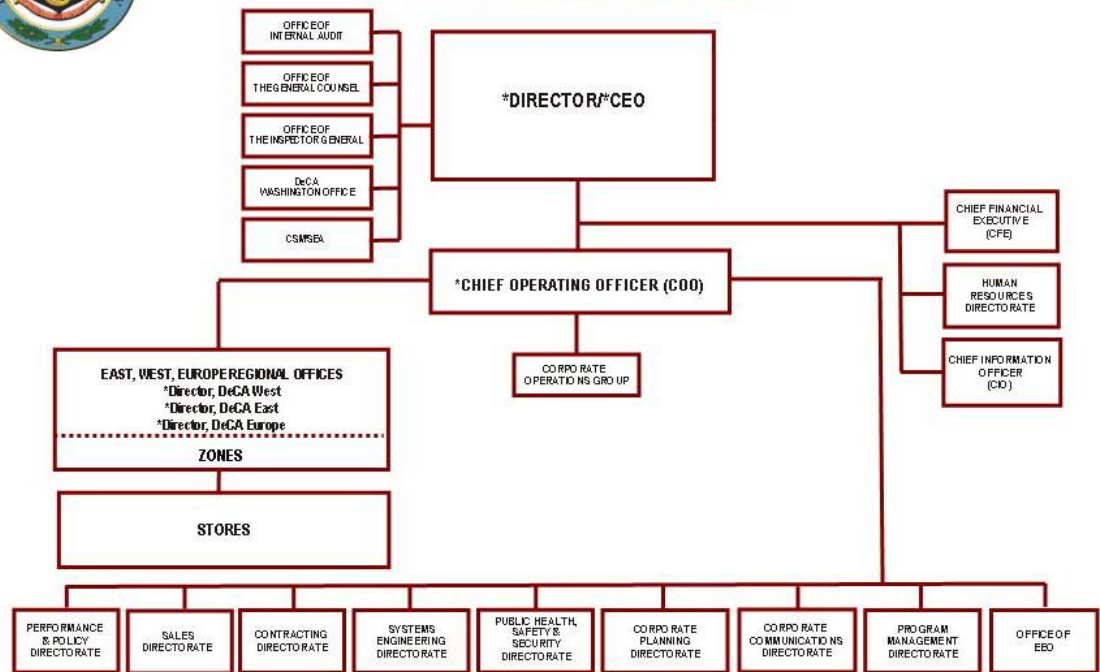 OFFICE OF
INTERNAL AUDIT
OFFICE OF
THE GENERAL COUNSEL
OFFICE OF
THE INSPECTOR GENERAL
DeCA
WASHINGTON OFFICE
CSM/SEA
*DIRECTOR/*CEO
CHIEF FINANCIAL
EXECUTIVE
(CFE)
HUMAN
RESOURCES
DIRECTORATE
CHIEF INFORMATION
OFFICER
(CIO)
*CHIEF OPERATING OFFICER (COO)
CORPORATE
OPERATIONS GROUP
EAST, WEST, EUROPE REGIONAL OFFICES
*Director, DeCA West
*Director, DeCA East
*Director, DeCA Europe
ZONES
STORES
PERFORMANCE
& POLICY
DIRECTORATE
SALES
DIRECTORATE
CONTRACTING
DIRECTORATE
SYSTEMS
ENGINEERING
DIRECTORATE
PUBLIC HEALTH,
SAFETY &
SECURITY
DIRECTORATE
CORPORATE
PLANNING
DIRECTORATE
CORPORATE
COMMUNICATIONS
DIRECTORATE
PROGRAM
MANAGEMENT
DIRECTORATE
OFFICE OF
EEO